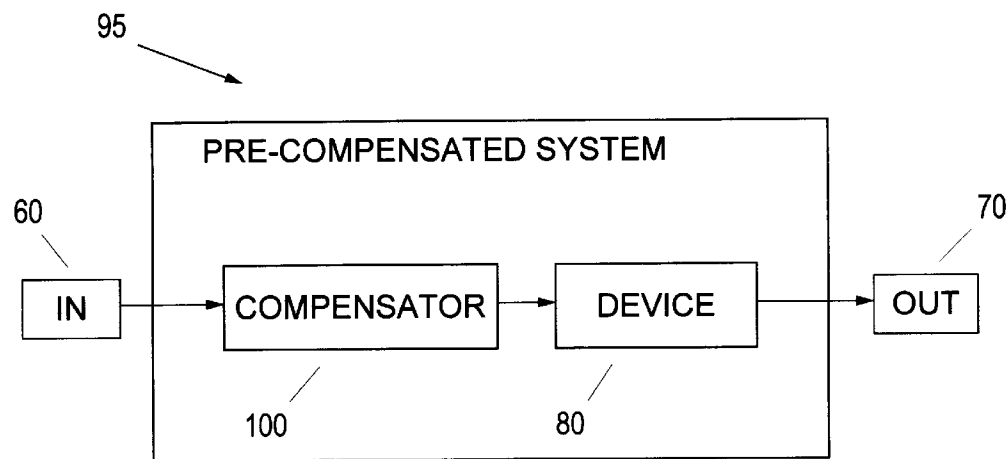 95
PRE-COMPENSATED SYSTEM
60
70
IN
COMPENSATOR
DEVICE
OUT
100
80